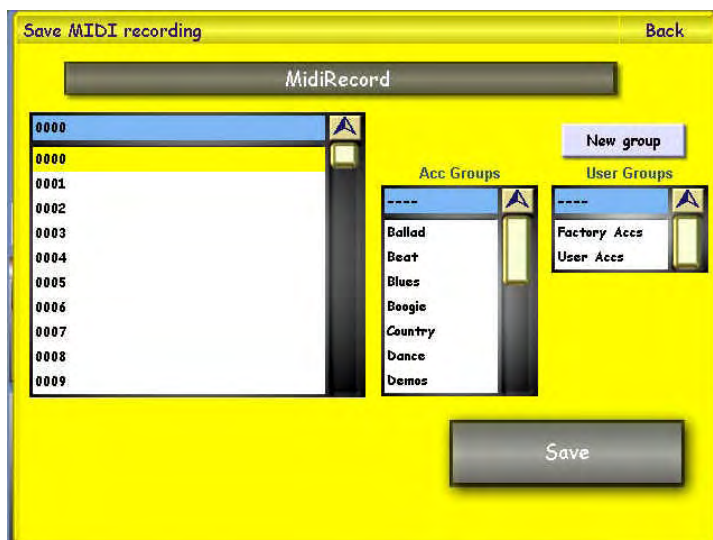 Save MIDI recording Back
MidiRecord
0000
0000
0001
0002
0003
0004
0005
0006
0007
0008
0009
New group
Acc Groups
----
Ballad
Beat
Blues
Boogie
Country
Dance
Demos
User Groups
----
Factory Accs
User Accs
Save